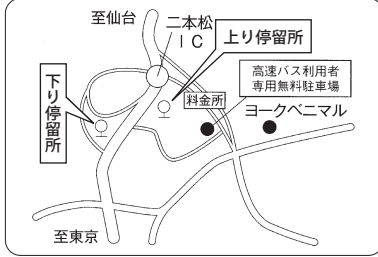 至仙台
二本松
IC
上り停留所
高速バス利用者
専用無料駐車場
下り停留所
料金所
ヨークベニマル
至東京